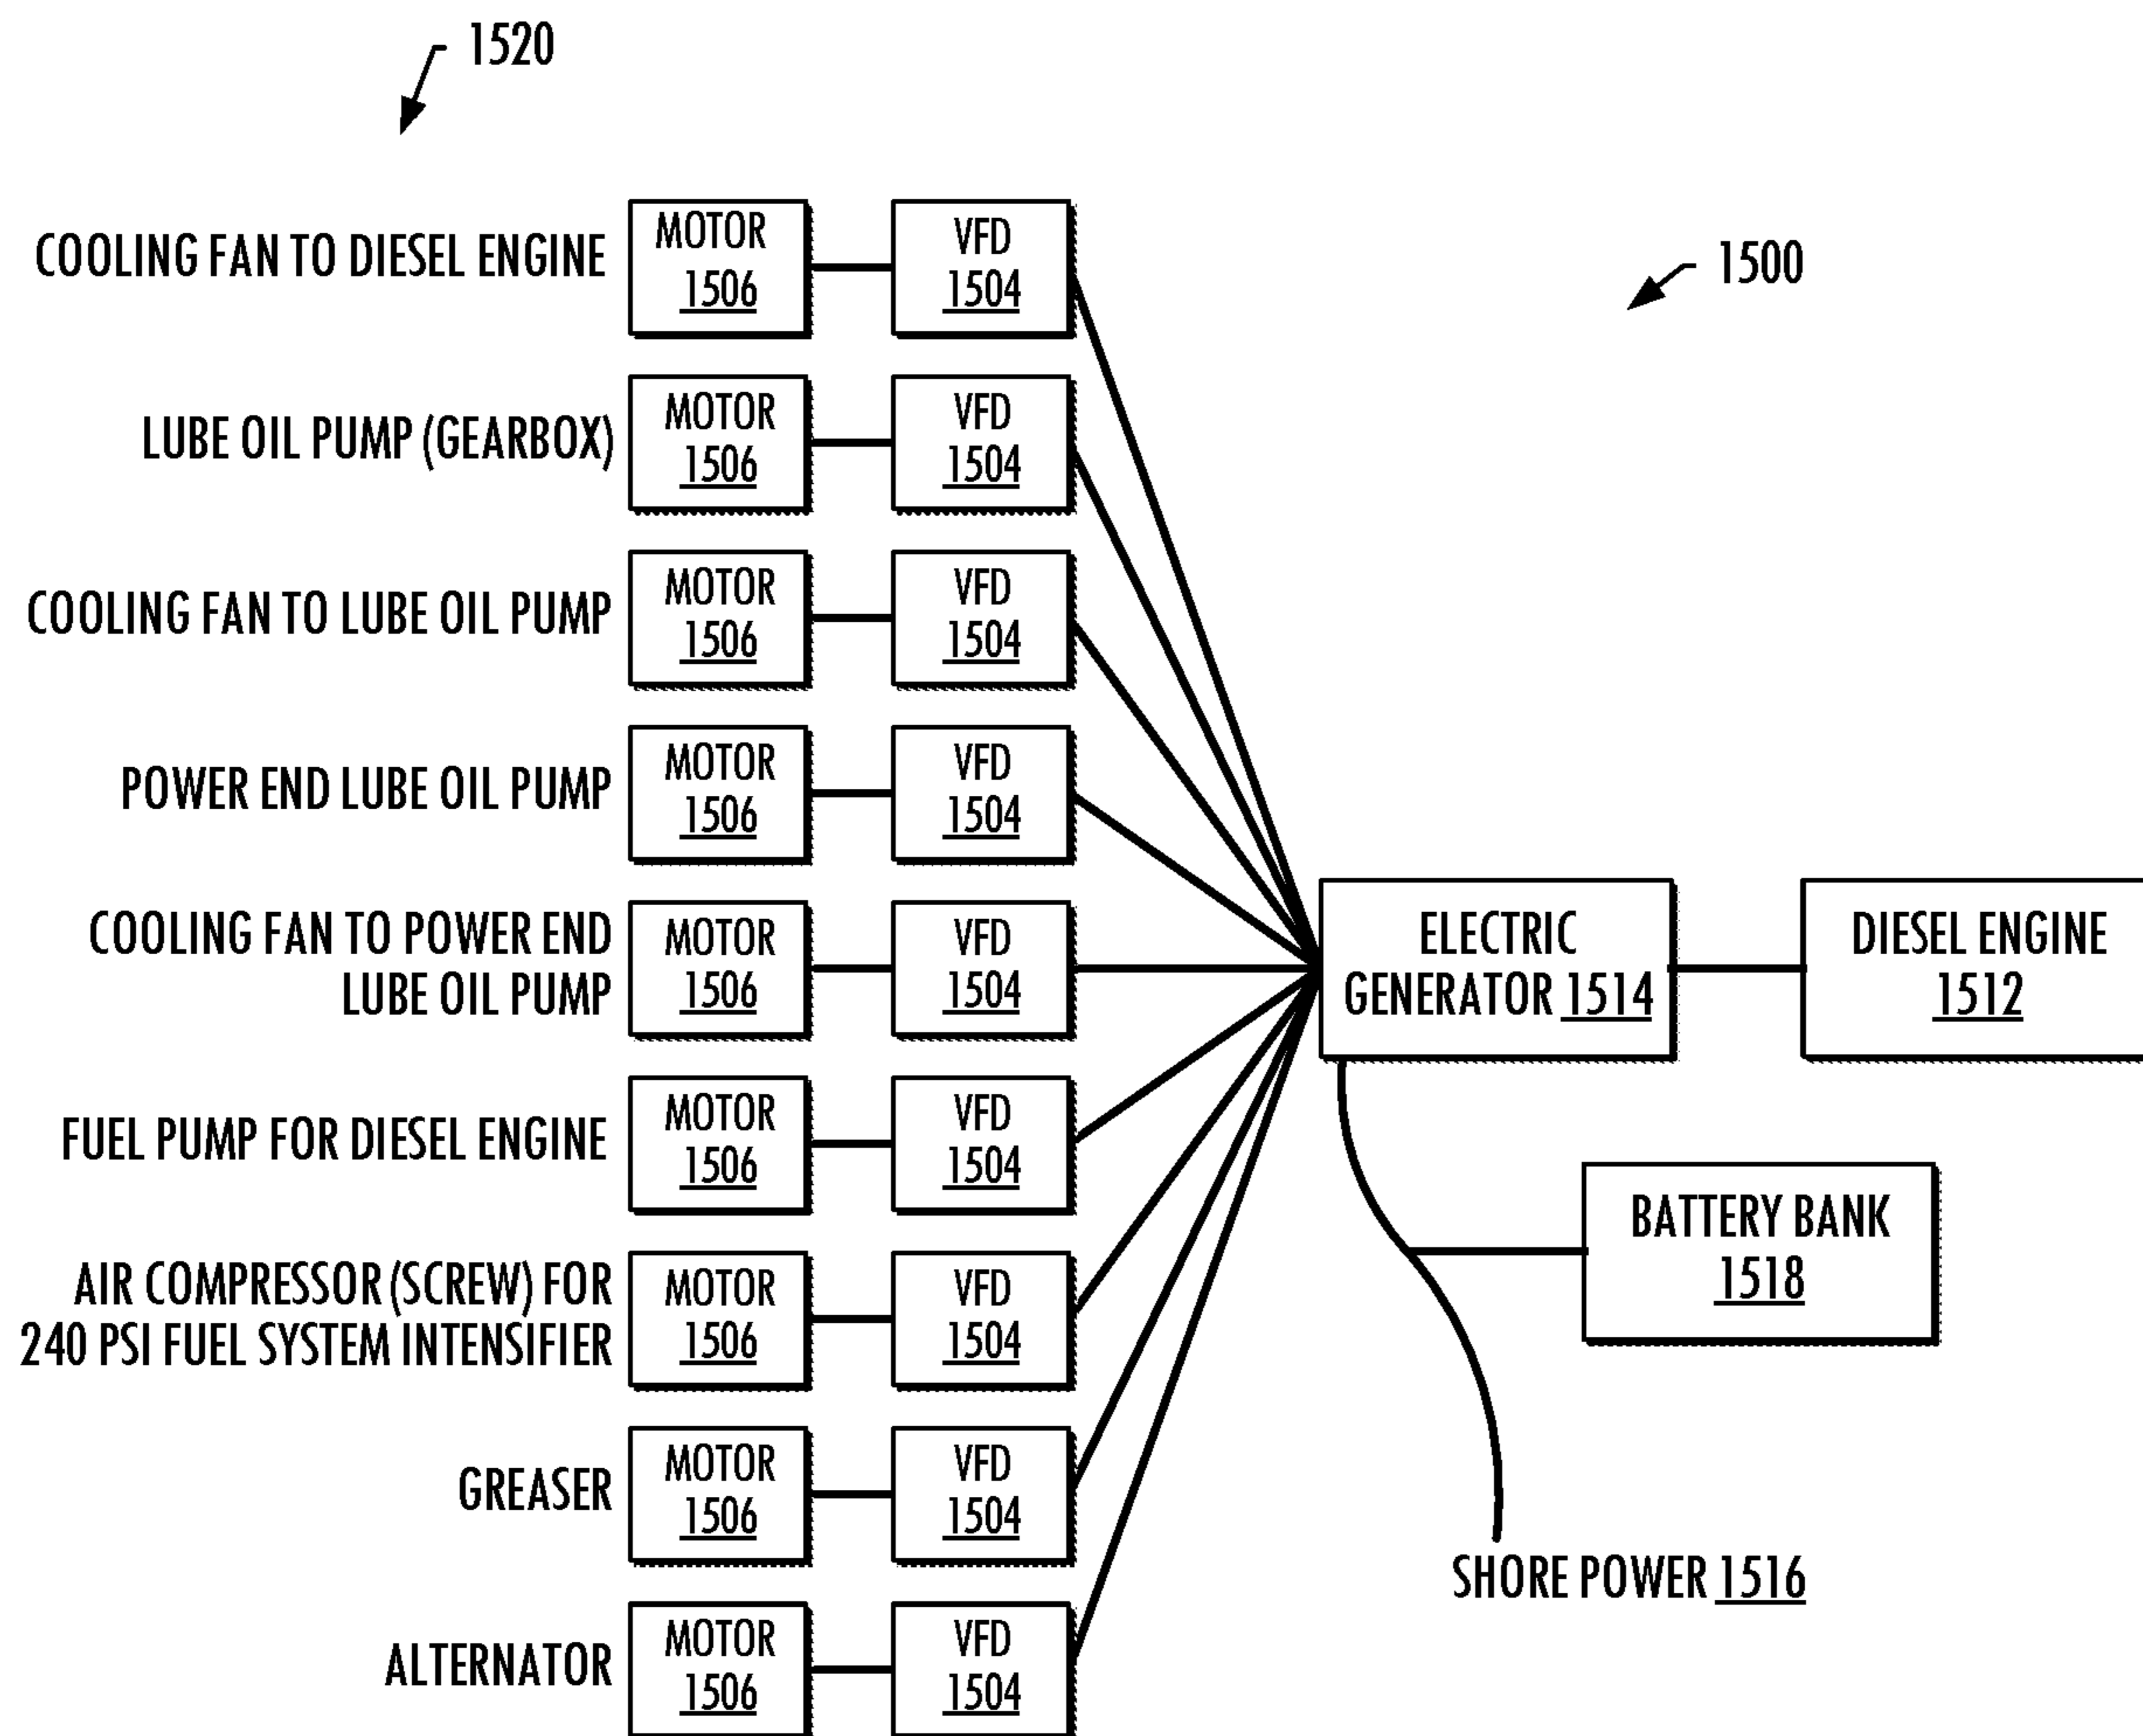 1520
1500
COOLING FAN TO DIESEL ENGINE
MOTOR
1506
VFD
1504
LUBE OIL PUMP (GEARBOX)
MOTOR
1506
VFD
1504
COOLING FAN TO LUBE OIL PUMP
MOTOR
1506
VFD
1504
POWER END LUBE OIL PUMP
MOTOR
1506
VFD
1504
COOLING FAN TO POWER END
LUBE OIL PUMP
MOTOR
1506
VFD
1504
ELECTRIC
GENERATOR 1514
DIESEL ENGINE
1512
FUEL PUMP FOR DIESEL ENGINE
MOTOR
1506
VFD
1504
BATTERY BANK
1518
AIR COMPRESSOR (SCREW) FOR
240 PSI FUEL SYSTEM INTENSIFIER
MOTOR
1506
VFD
1504
GREASER
MOTOR
1506
VFD
1504
SHORE POWER 1516
ALTERNATOR
MOTOR
1506
VFD
1504